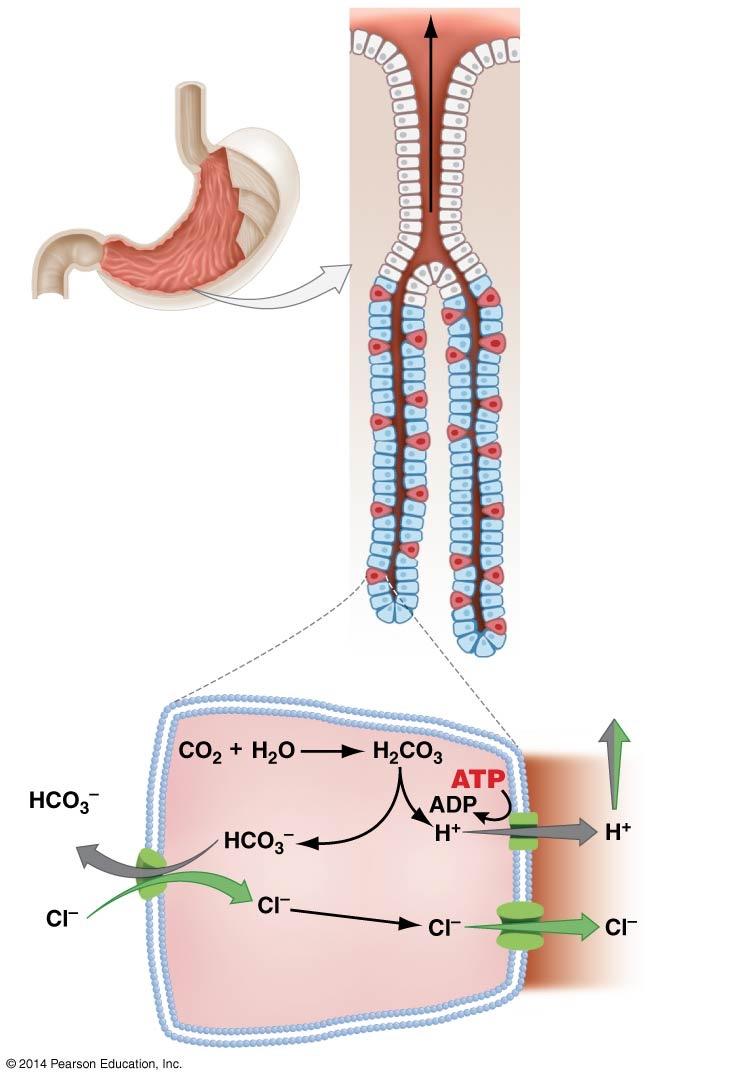 CO₂ + H₂O H₂CO₃
ATP
ADP
HCO₃⁻
H⁺ H⁺
HCO₃⁻
Cl⁻
Cl⁻
Cl⁻ Cl⁻
© 2014 Pearson Education, Inc.